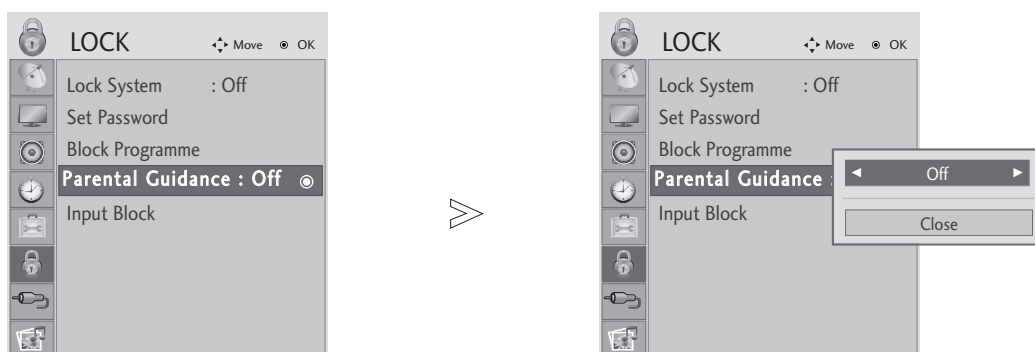 LOCK Move OK
Lock System : Off
Set Password
Block Programme
Parental Guidance : Off
Input Block
LOCK Move OK
Lock System : Off
Set Password
Block Programme
Parental Guidance : Off
Input Block
Close